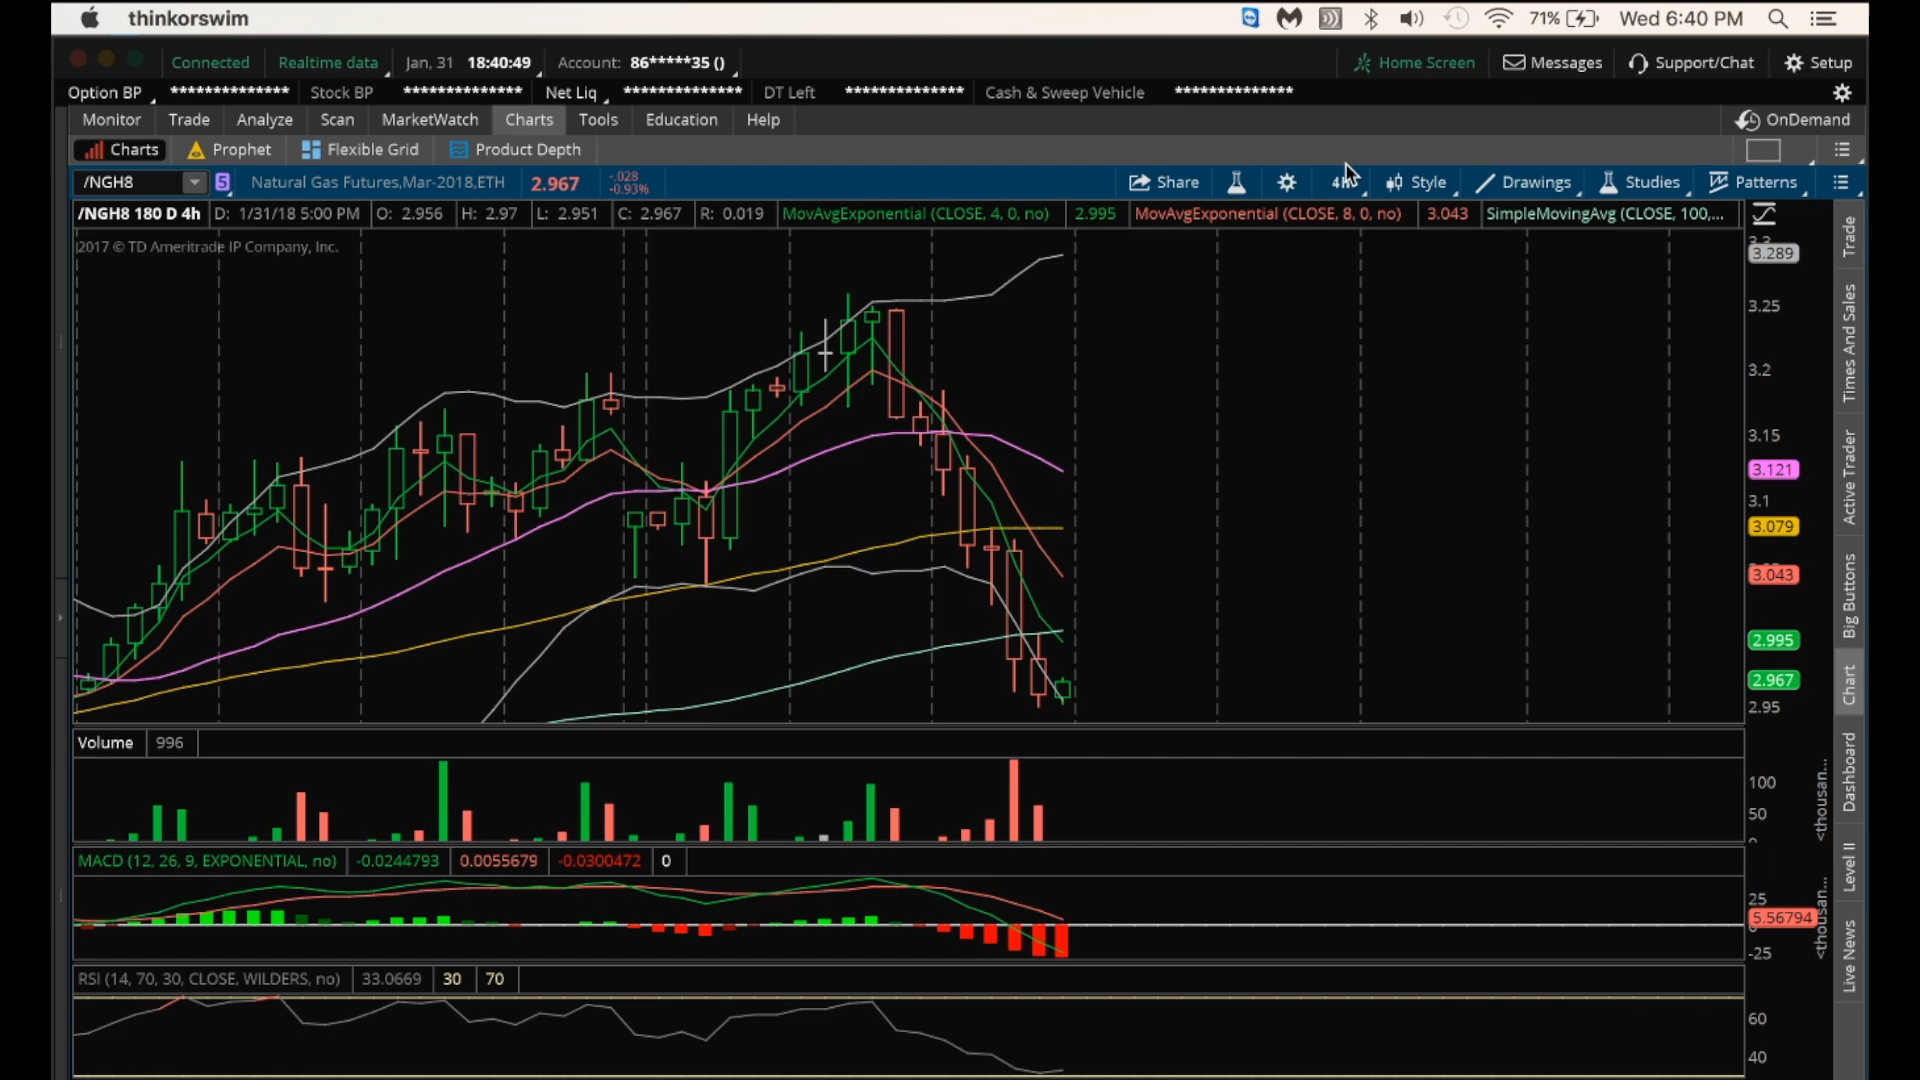 thinkorswim 71% Wed 6:40 PM
Connected Realtime data Jan, 31 18:40:49 Account: 86*****35 () Home Screen Messages Support/Chat Setup
Option BP ************** Stock BP ************** Net Liq ************** DT Left ************** Cash & Sweep Vehicle **************
Monitor Trade Analyze Scan MarketWatch Charts Tools Education Help OnDemand
Charts Prophet Flexible Grid Product Depth
/NGH8 5 Natural Gas Futures,Mar-2018,ETH 2.967 -.028 Share Style Drawings Studies Patterns
-0.93%
/NGH8 180 D 4h D: 1/31/18 5:00 PM O: 2.956 H: 2.97 L: 2.951 C: 2.967 R: 0.019 MovAvgExponential (CLOSE, 4, 0, no) 2.995 MovAvgExponential (CLOSE, 8, 0, no) 3.043 SimpleMovingAvg (CLOSE, 100,...
2017 © TD Ameritrade IP Company, Inc.
3.3
3.289
3.25
3.2
3.15
3.121
3.1
3.079
3.043
2.995
2.967
2.95
Volume 996
100
50
0
<thousan...
MACD (12, 26, 9, EXPONENTIAL, no) -0.0244793 0.0055679 -0.0300472 0
25
5.56794
0
-25
<thousan...
RSI (14, 70, 30, CLOSE, WILDERS, no) 33.0669 30 70
60
40
Trade
Times And Sales
Active Trader
Big Buttons
Chart
Dashboard
Level II
Live News